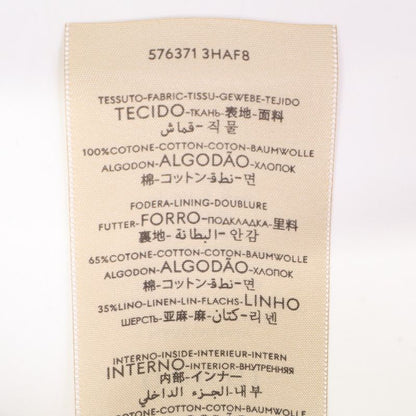 576371 3HAF8
TESSUTO-FABRIC-TISSU-GEWEBE-TEJIDO
TECIDO-ТКАНЬ-表地-面料
قماش-직물
100%COTONE-COTTON-COTON-BAUMWOLLE
ALGODON-ALGODÃO-ХЛОПОК
棉-コットン-قطن-면
FODERA-LINING-DOUBLURE
FUTTER-FORRO-ПОДКЛАДКА-里料
裏地-البطانة-안감
65%COTONE-COTTON-COTON-BAUMWOLLE
ALGODON-ALGODÃO-ХЛОПОК
棉-コットン-قطن-면
35%LINO-LINEN-LIN-FLACHS-LINHO
ШЕРСТЬ-亚麻-麻-كتان-리넨
INTERNO-INSIDE-INTERIEUR-INTERN
INTERNO-INTERIOR-ВНУТРЕННЯЯ
内部-インナー
내부-الجزء الداخلي
COTONE-COTTON-COTON-BAUMWOLLE